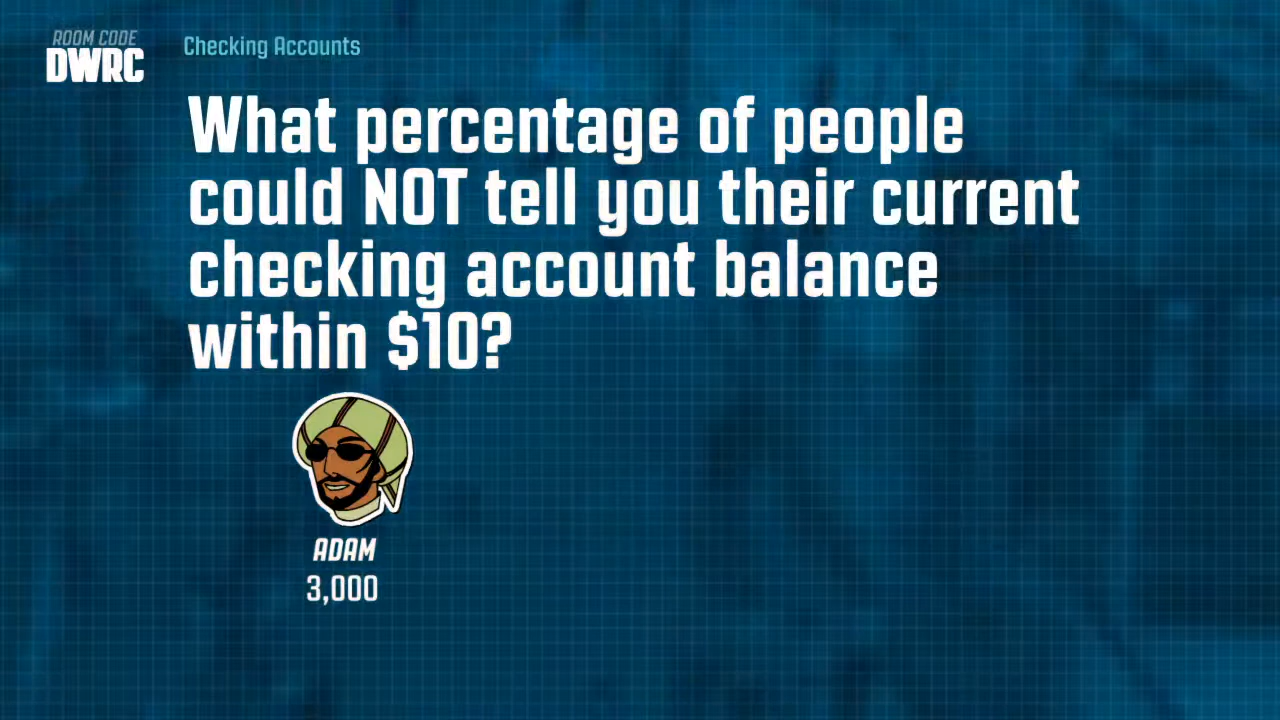 ROOM CODE
DWRC
Checking Accounts
What percentage of people
could NOT tell you their current
checking account balance
within $10?
ADAM
3,000